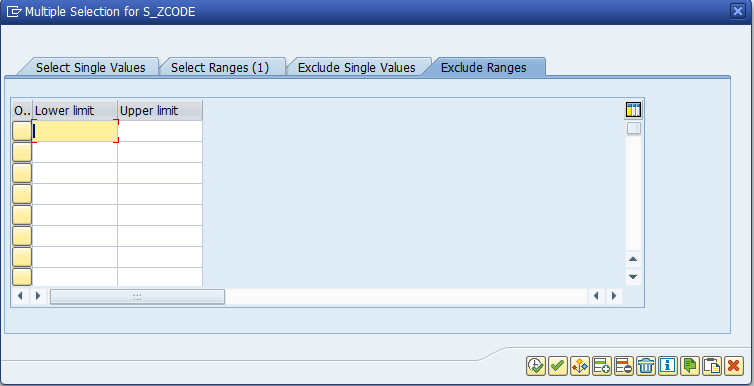 Multiple Selection for S_ZCODE
Select Single Values Select Ranges (1) Exclude Single Values Exclude Ranges
O.. Lower limit Upper limit